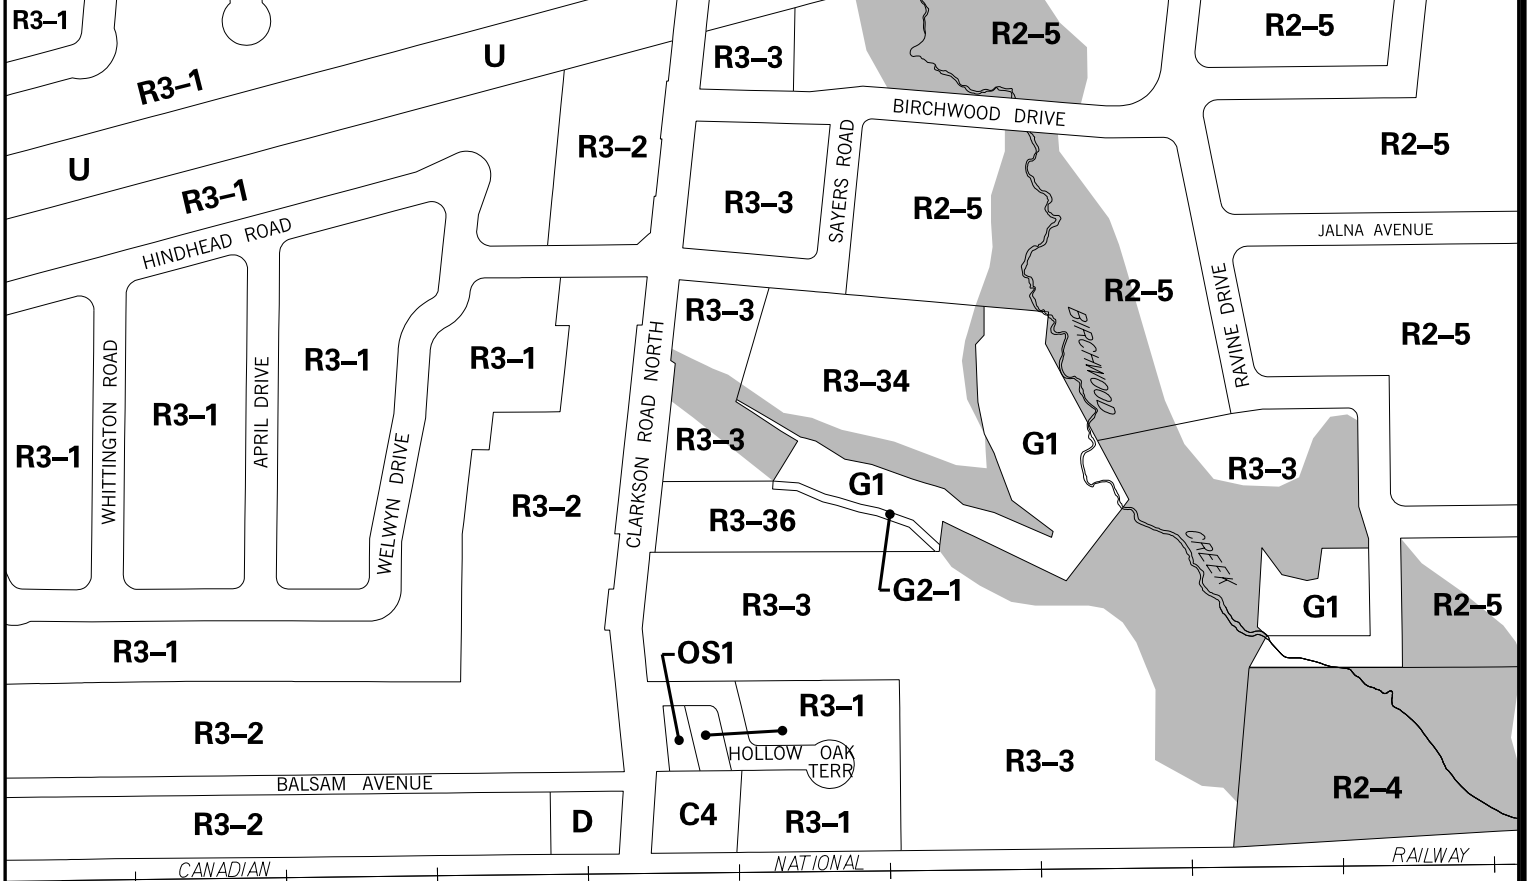 R3–1
R2–5
R2–5
U
R3–3
R3–1
BIRCHWOOD DRIVE
R3–2
R2–5
U
R3–1
R3–3
SAYERS ROAD
R2–5
HINDHEAD ROAD
JALNA AVENUE
R2–5
RAVINE DRIVE
R3–3
BIRCHWOOD
R2–5
R3–1
R3–1
R3–34
WHITTINGTON ROAD
R3–1
APRIL DRIVE
CLARKSON ROAD NORTH
R3–3
G1
R3–1
R3–3
WELWYN DRIVE
G1
R3–2
R3–36
CREEK
G2–1
R3–3
G1
R2–5
R3–1
OS1
R3–1
R3–2
HOLLOW OAK
TERR
R3–3
BALSAM AVENUE
R2–4
R3–2
D
C4
R3–1
CANADIAN NATIONAL RAILWAY